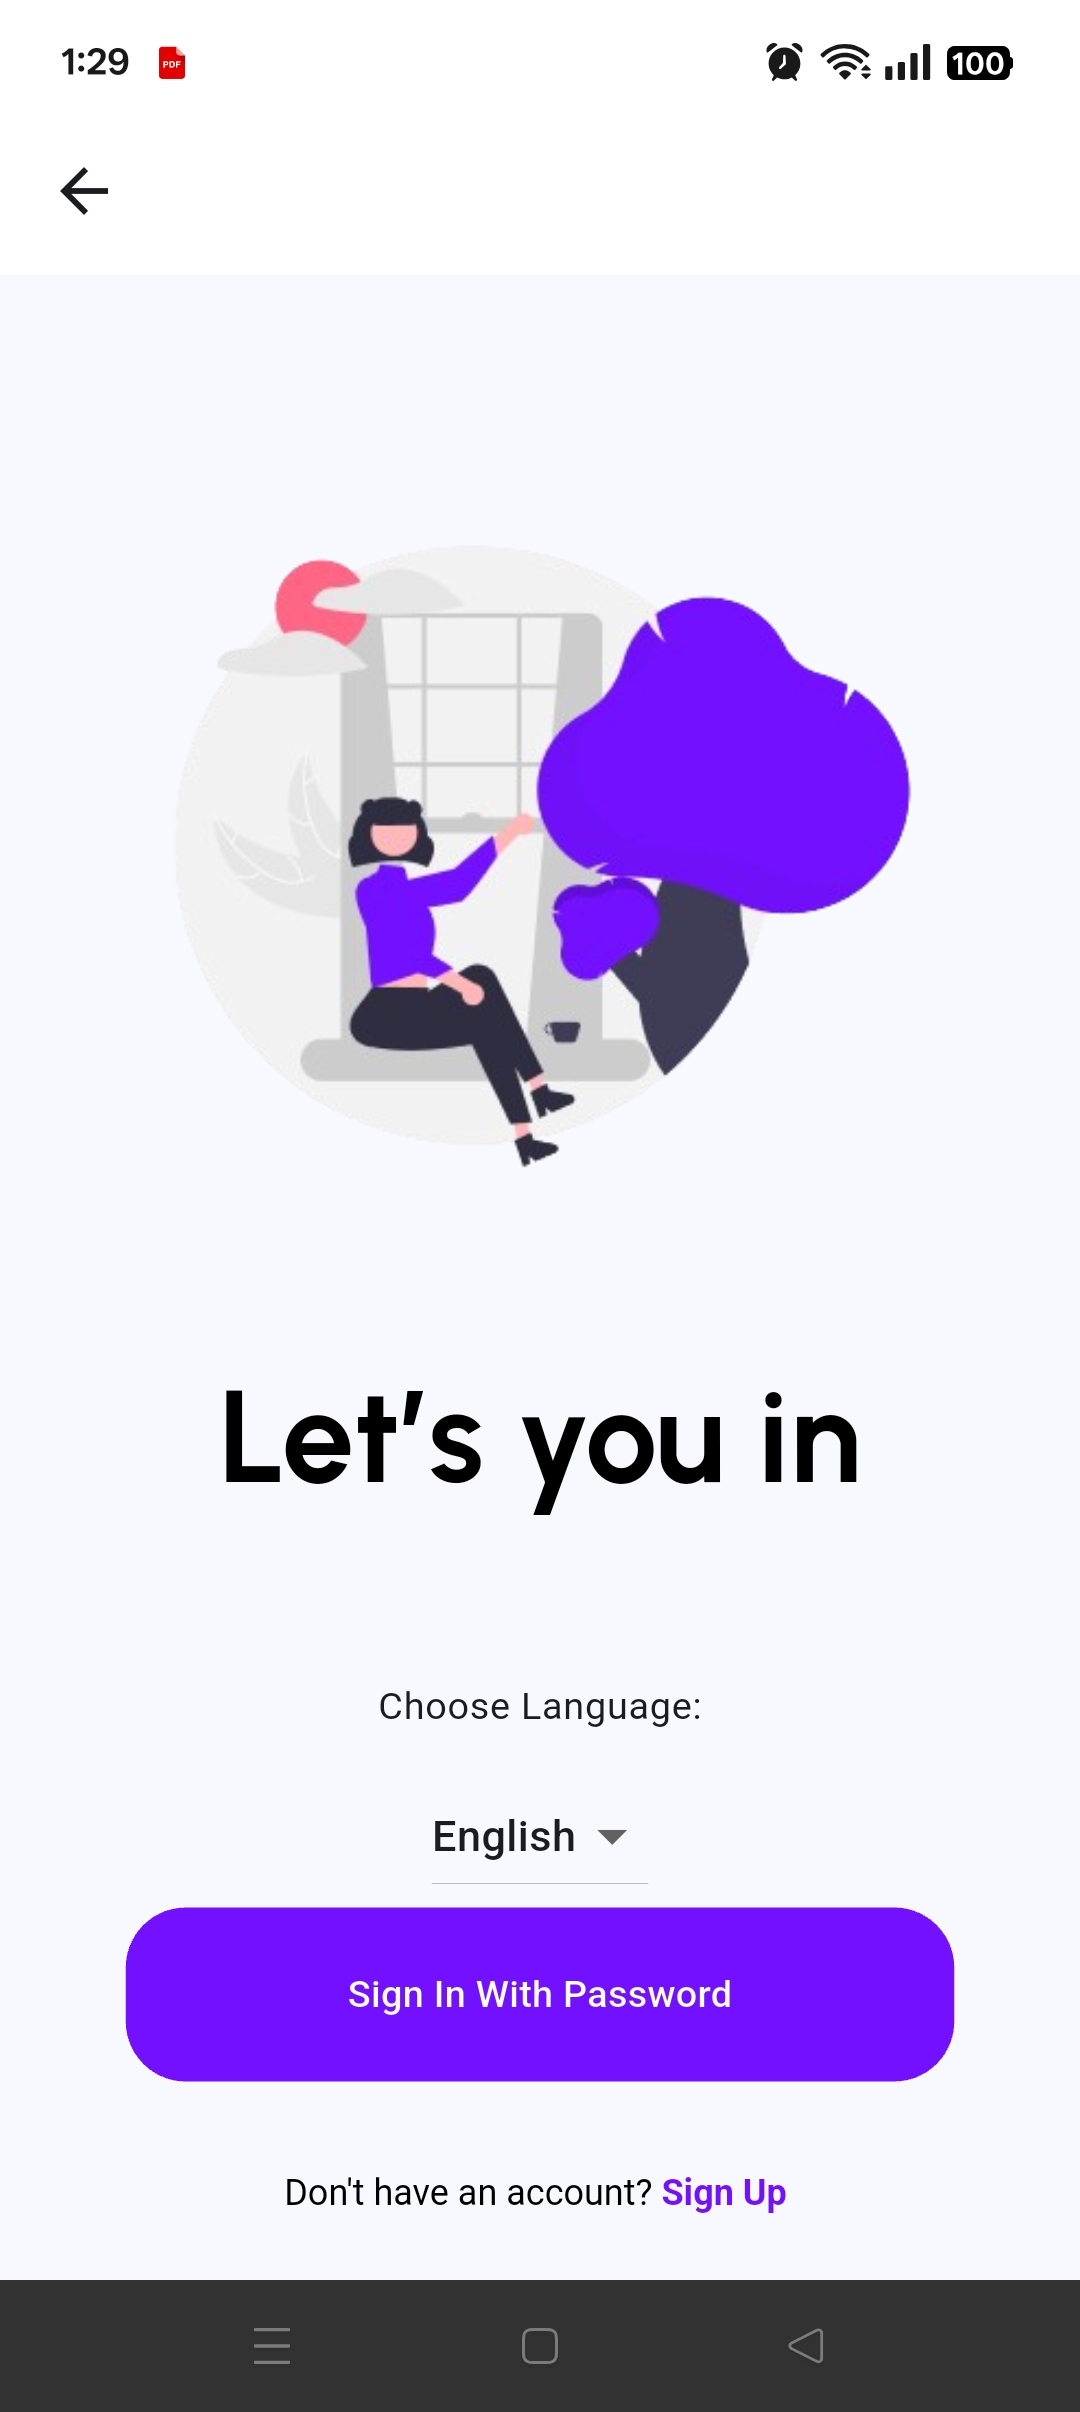 1:29
PDF
100
Let's you in
Choose Language:
English
Sign In With Password
Don't have an account? Sign Up